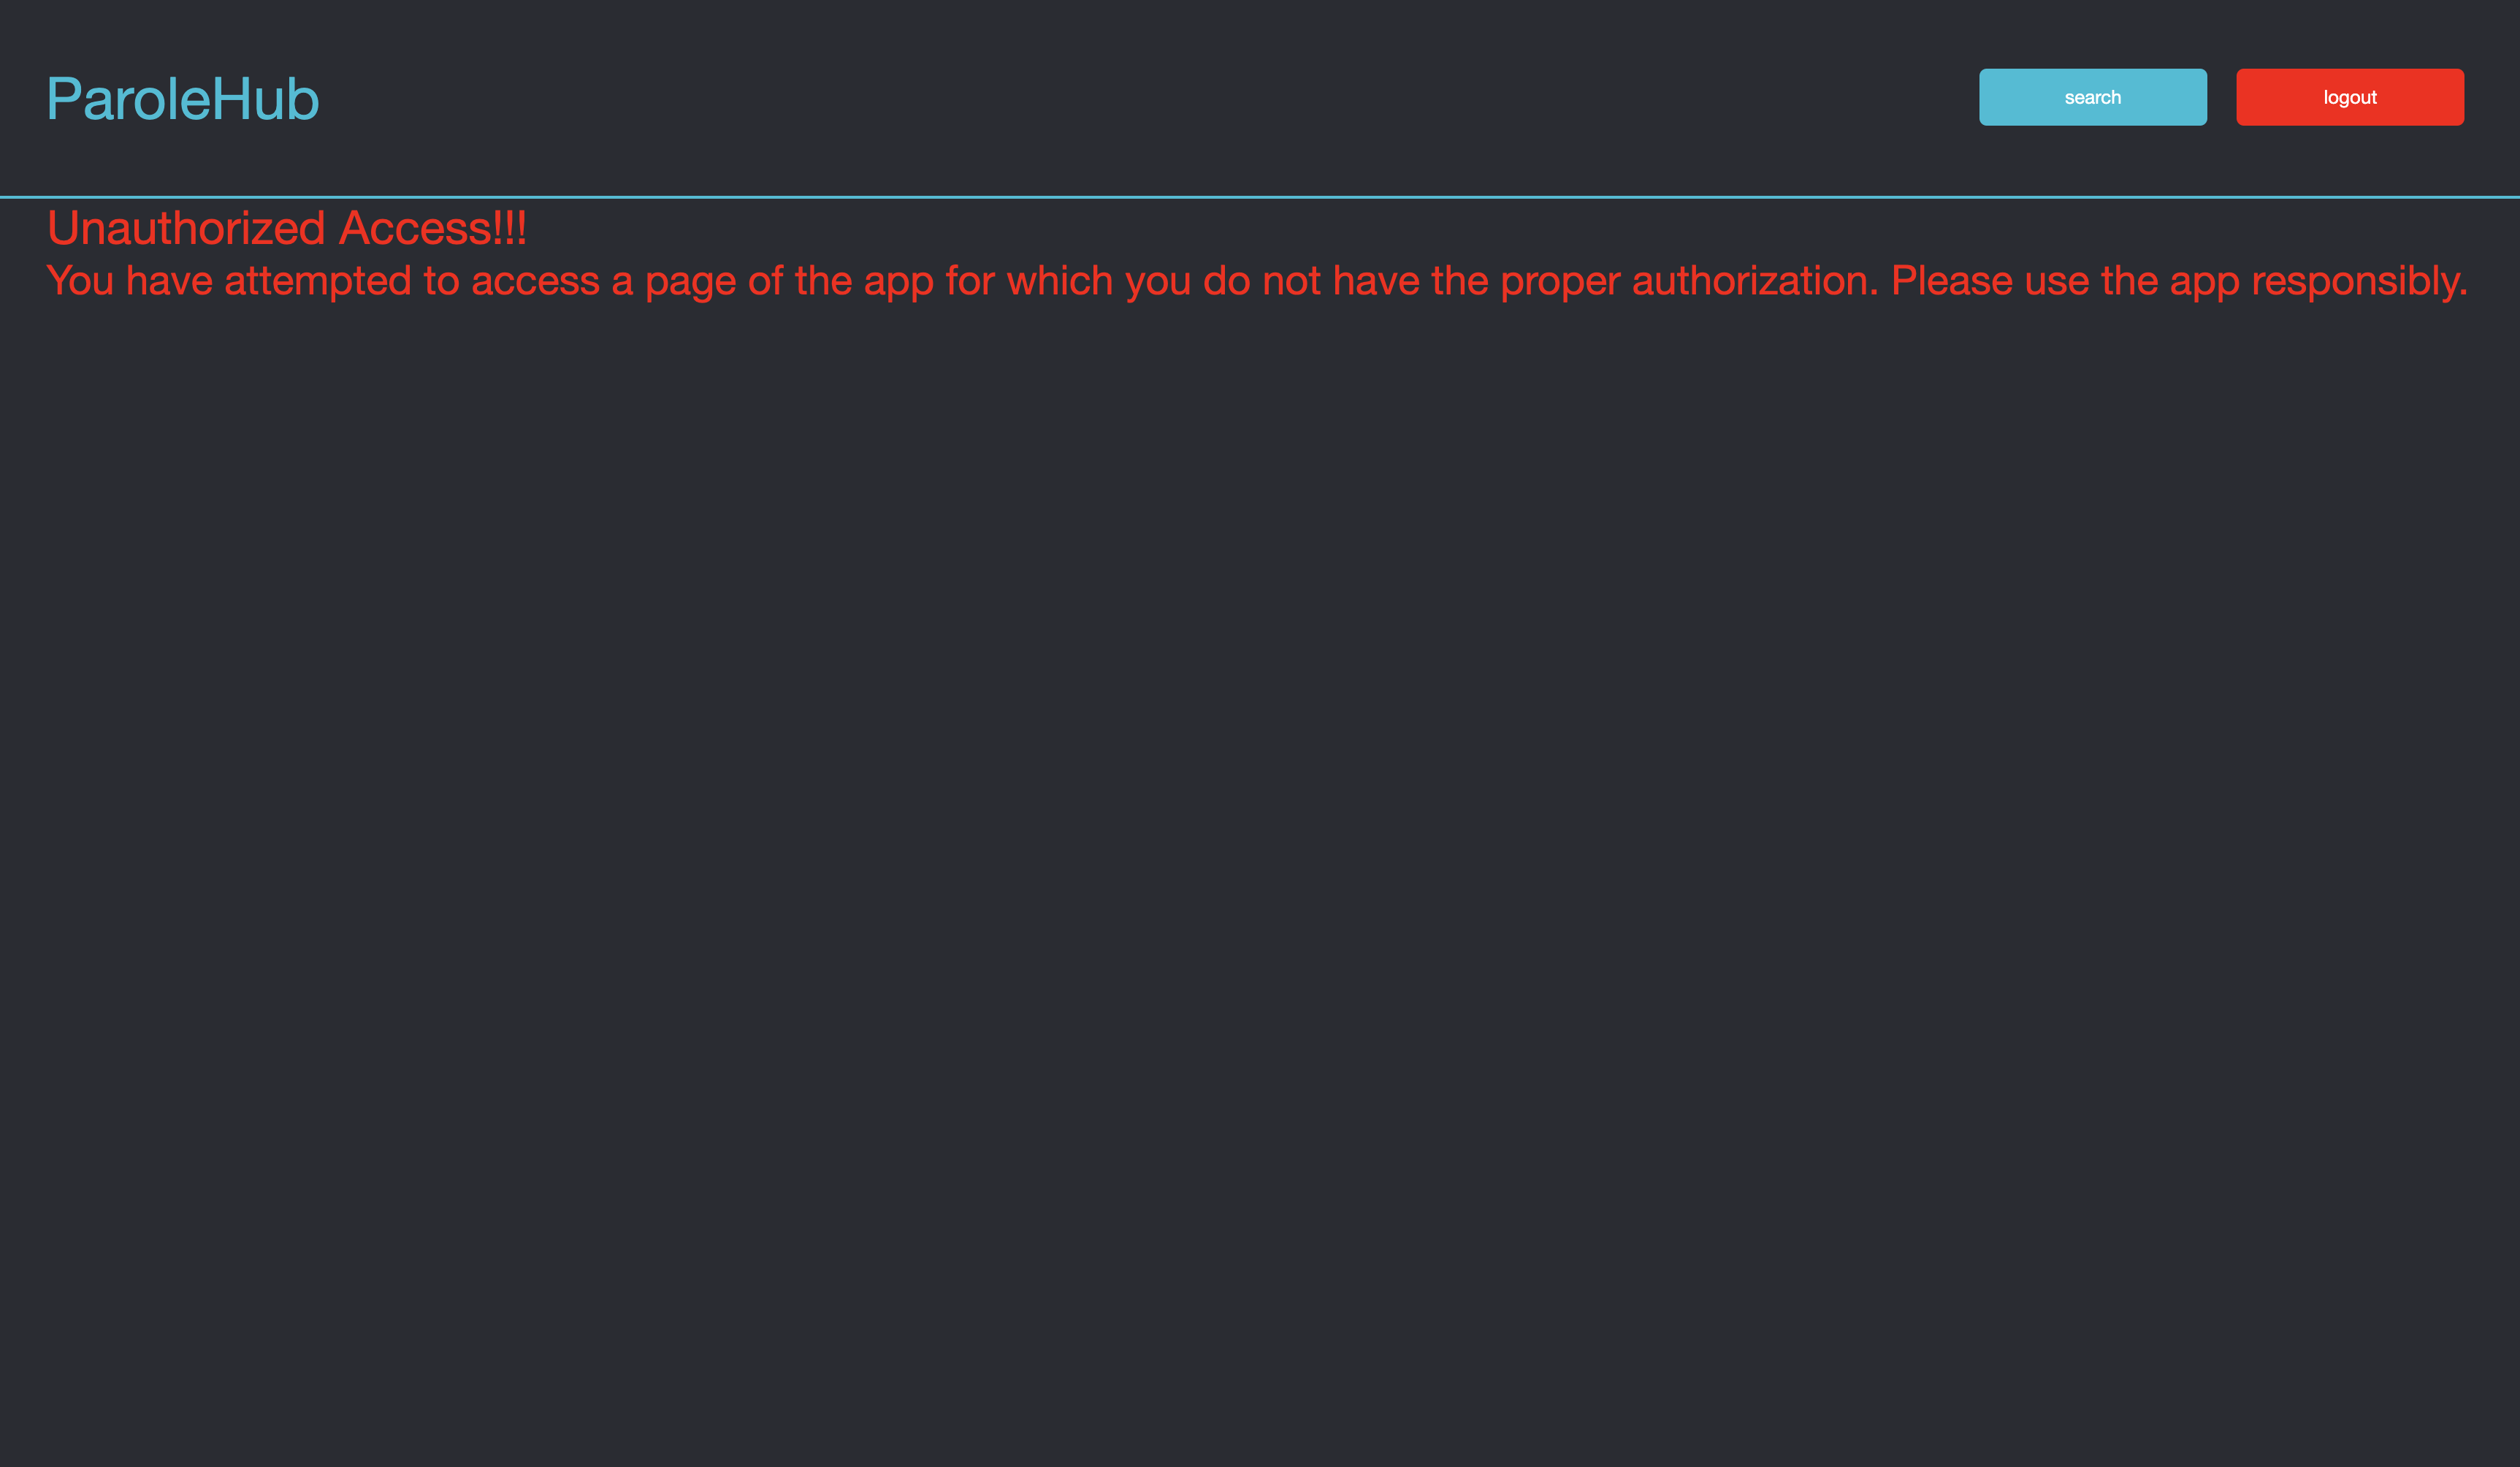 ParoleHub
search
logout
Unauthorized Access!!!
You have attempted to access a page of the app for which you do not have the proper authorization. Please use the app responsibly.